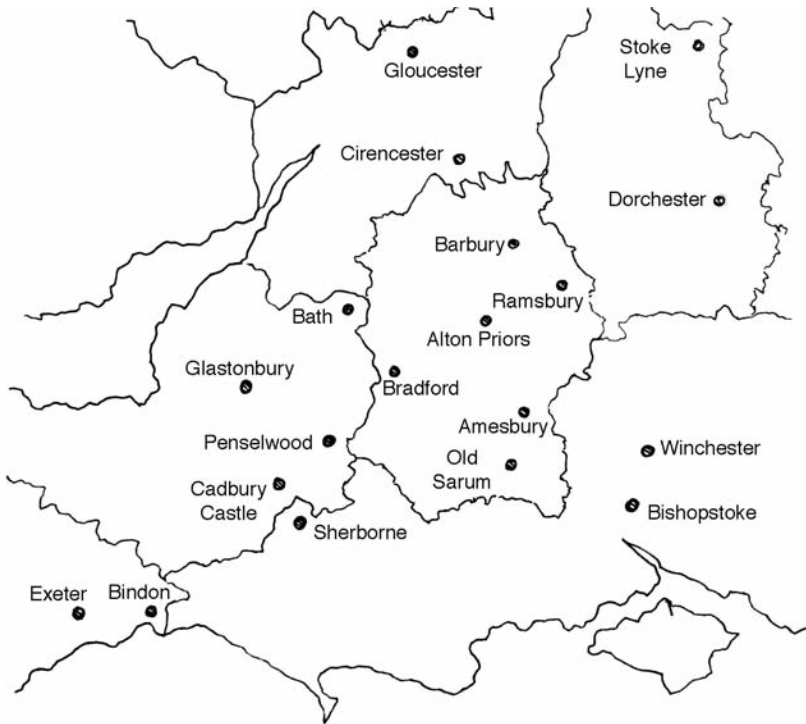 Stoke
Lyne
Gloucester
Cirencester
Dorchester
Barbury
Ramsbury
Bath
Alton Priors
Glastonbury
Bradford
Amesbury
Penselwood
Old
Sarum
Winchester
Cadbury
Castle
Bishopstoke
Sherborne
Exeter
Bindon